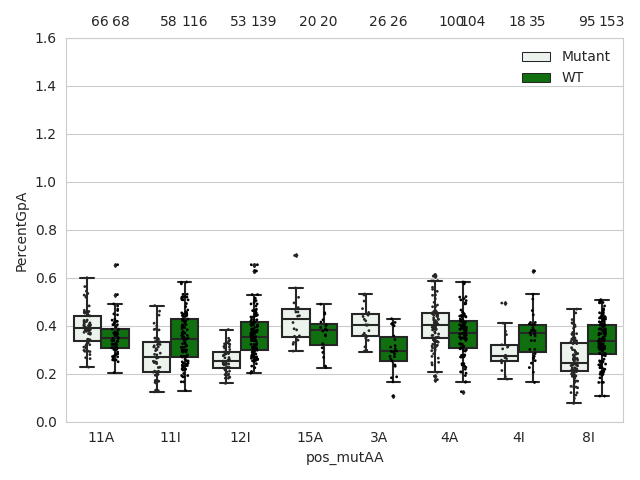 66 68 58 116 53 139 20 20 26 26 100 104 18 35 95 153
1.6
Mutant
WT
1.4
1.2
1.0
0.8
0.6
0.4
0.2
0.0
PercentGpA
11A 11I 12I 15A 3A 4A 4I 8I
pos_mutAA